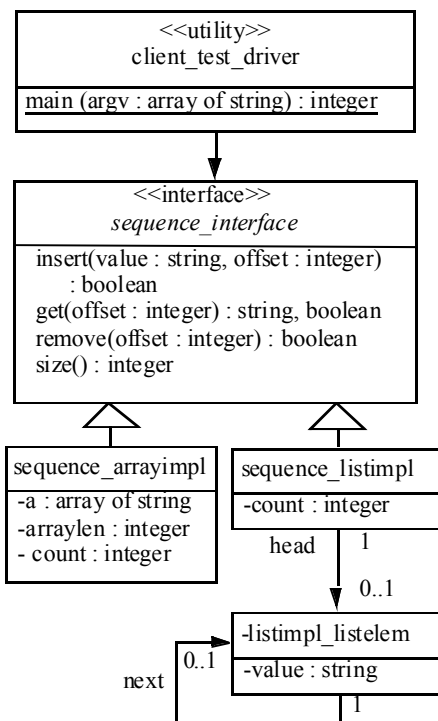 <<utility>>
client_test_driver
main (argv : array of string) : integer
<<interface>>
sequence_interface
insert(value : string, offset : integer)
: boolean
get(offset : integer) : string, boolean
remove(offset : integer) : boolean
size() : integer
sequence_arrayimpl
-a : array of string
-arraylen : integer
- count : integer
sequence_listimpl
-count : integer
head
1
0..1
-listimpl_listelem
-value : string
next
0..1
1